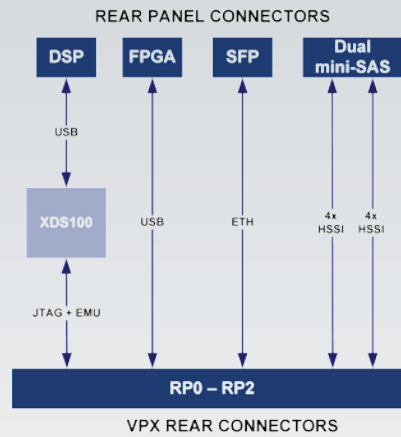 REAR PANEL CONNECTORS
DSP
FPGA
SFP
Dual
mini-SAS
USB
XDS100
USB
ETH
4x
HSSI
4x
HSSI
JTAG + EMU
RP0 – RP2
VPX REAR CONNECTORS